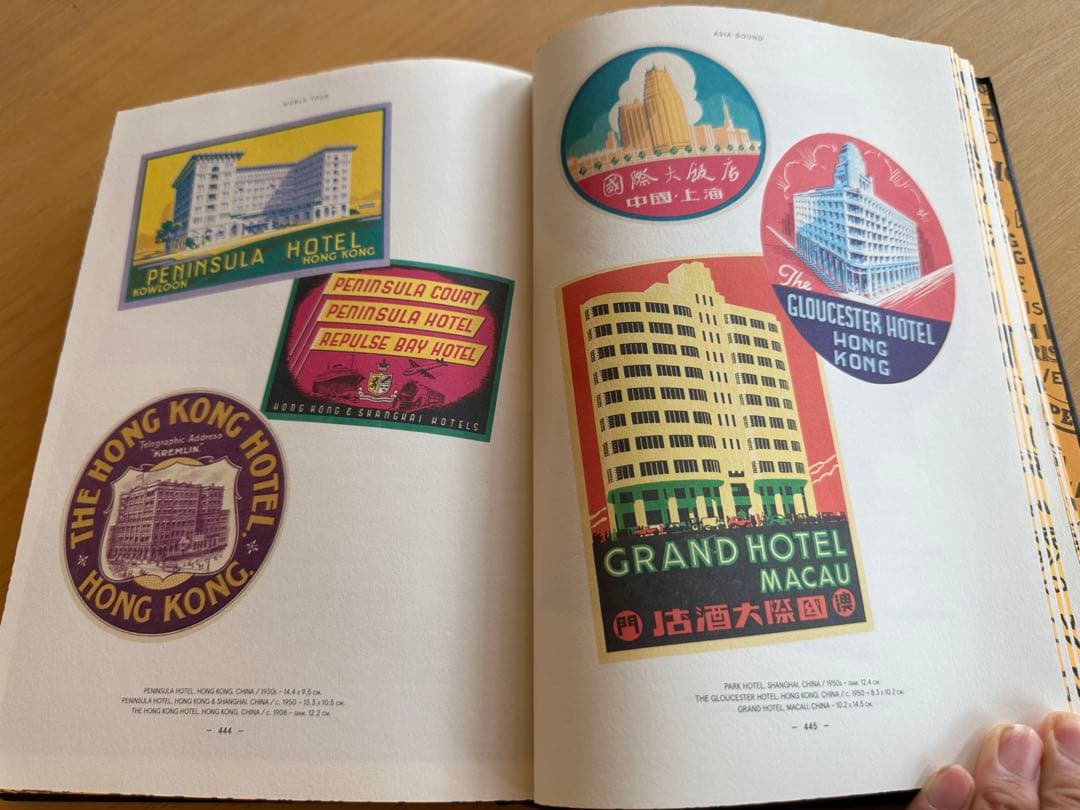 WORLD TOUR
PENINSULA HOTEL
KOWLOON HONG KONG
PENINSULA COURT
PENINSULA HOTEL
REPULSE BAY HOTEL
HONG KONG & SHANGHAI HOTELS
THE HONG KONG HOTEL.
Telegraphic Address
"KREMLIN"
HONG KONG.
PENINSULA HOTEL, HONG KONG, CHINA / 1930s – 14.4 x 9.5 CM.
PENINSULA HOTEL, HONG KONG & SHANGHAI, CHINA / C. 1950 – 13.3 x 10.5 CM.
THE HONG KONG HOTEL, HONG KONG, CHINA / C. 1908 – DIAM. 12.2 CM.
– 444 –
ASIA BOUND
國際大飯店
中國·上海
The
GLOUCESTER HOTEL
HONG
KONG
GRAND HOTEL
MACAU
澳國際大酒店門
PARK HOTEL, SHANGHAI, CHINA / 1950s – DIAM. 12.4 CM.
THE GLOUCESTER HOTEL, HONG KONG, CHINA / C. 1950 – 8.3 x 10.2 CM.
GRAND HOTEL, MACAU, CHINA – 10.2 x 14.5 CM.
– 445 –